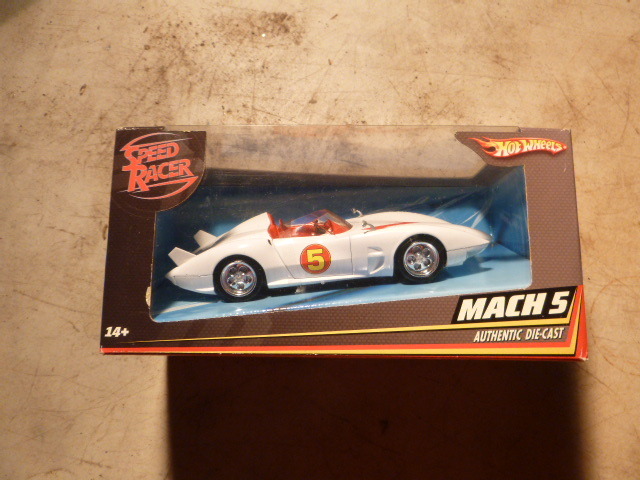 SPEED
RACER
HOT WHEELS
5
MACH 5
AUTHENTIC DIE-CAST
14+